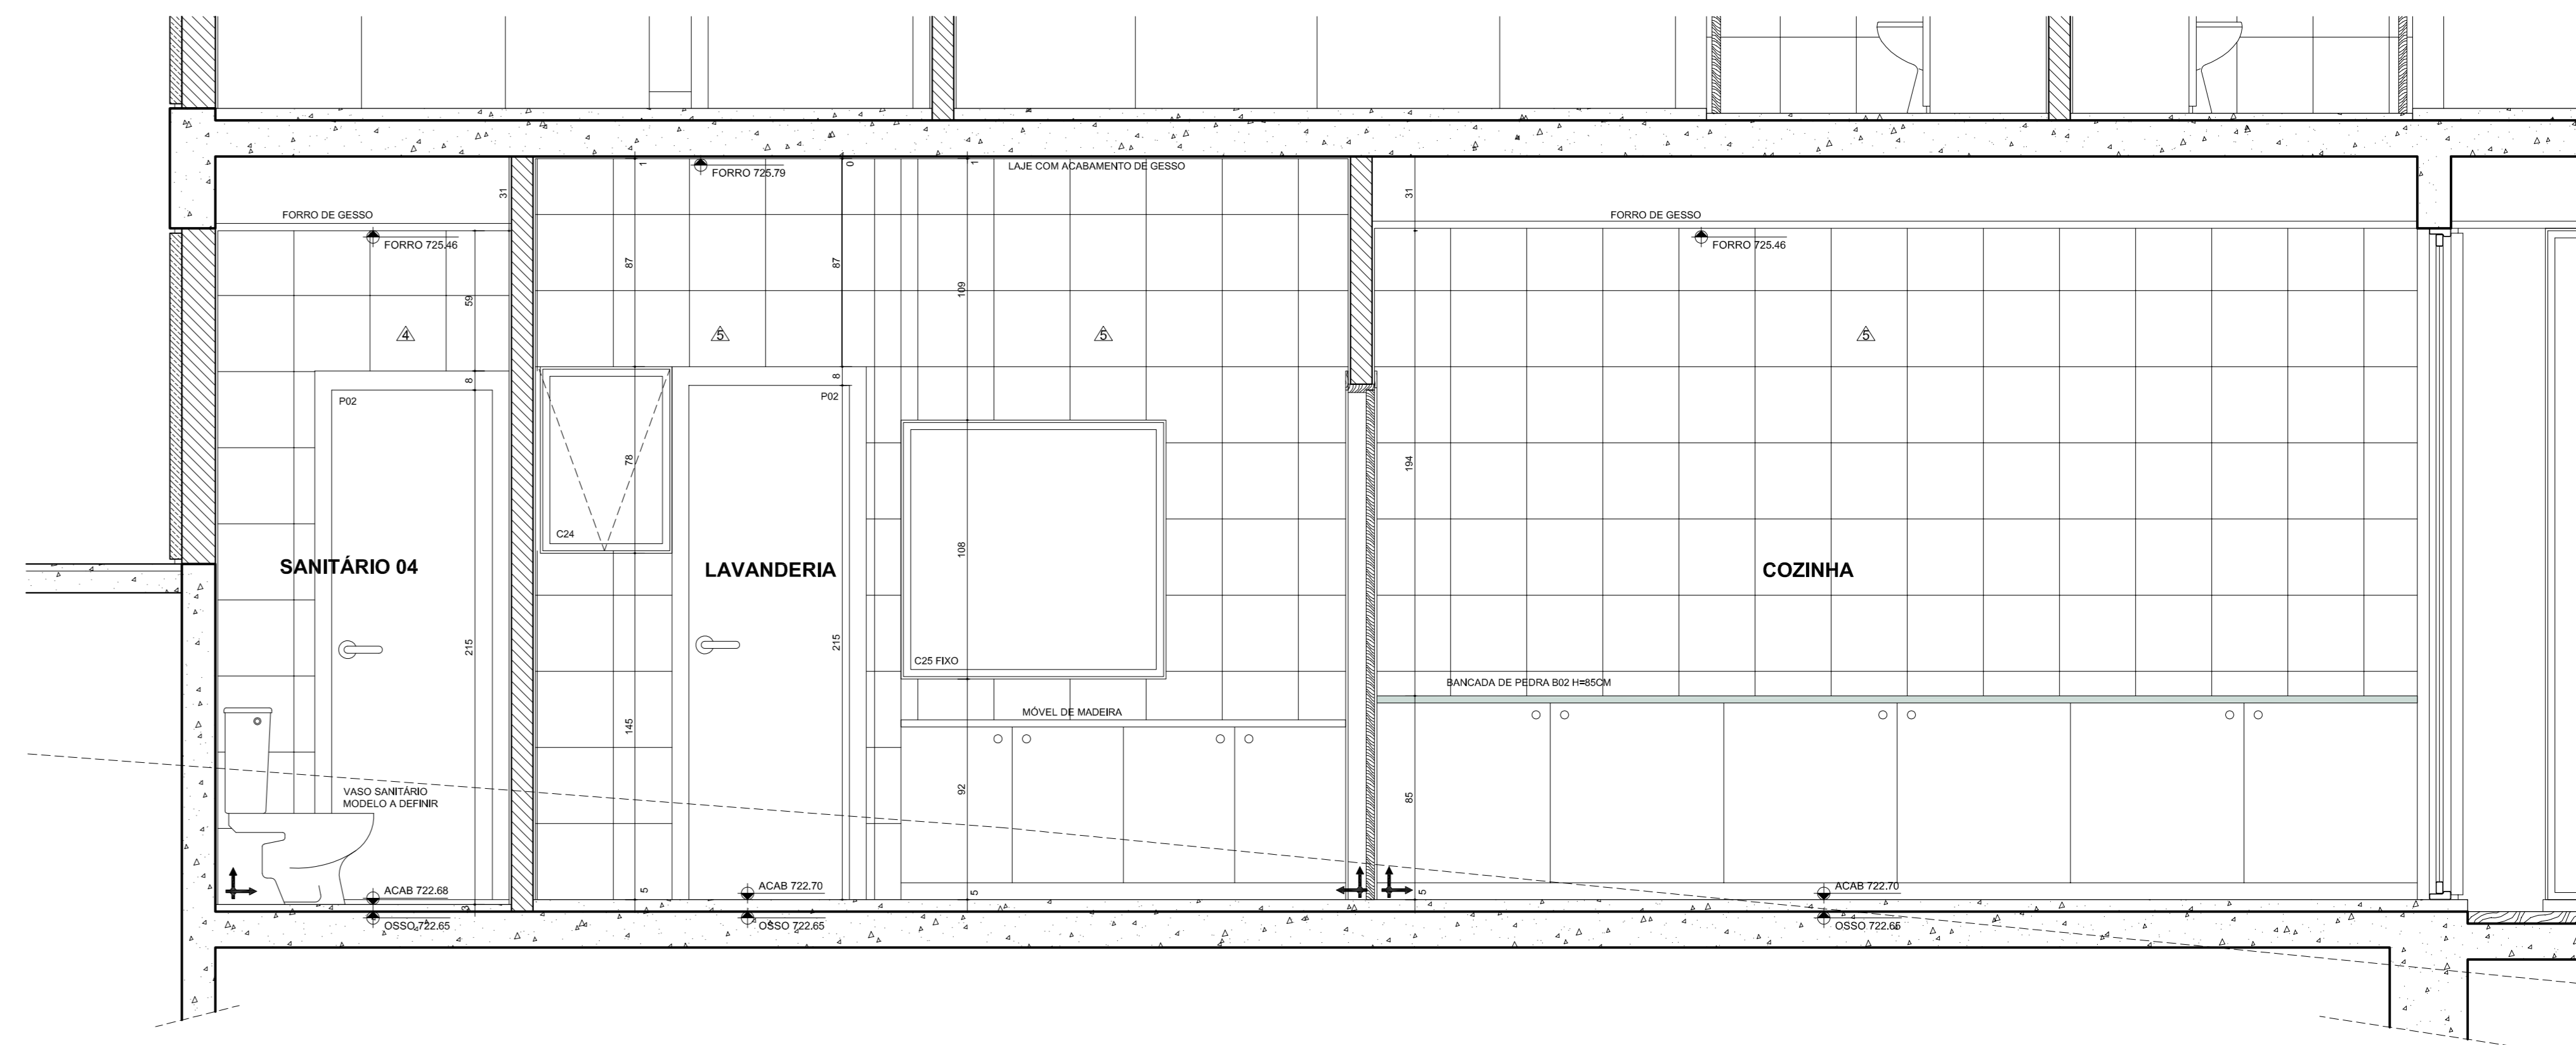 LAJE COM ACABAMENTO DE GESSO
1
0
1
FORRO 725.79
31
31
FORRO DE GESSO
FORRO DE GESSO
FORRO 725.46
FORRO 725.46
87
87
109
59
4
5
5
5
8
8
P02
P02
78
194
C24
108
SANITÁRIO 04
LAVANDERIA
COZINHA
215
215
C25 FIXO
BANCADA DE PEDRA B02 H=85CM
MÓVEL DE MADEIRA
145
92
85
VASO SANITÁRIO
MODELO A DEFINIR
ACAB 722.68
ACAB 722.70
ACAB 722.70
5
5
5
3
OSSO 722.65
OSSO 722.65
OSSO 722.65